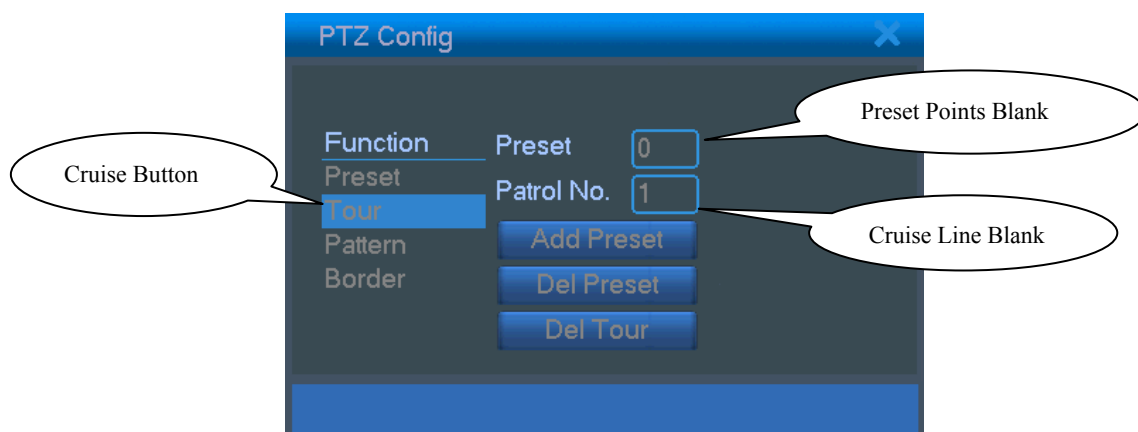 PTZ Config
Preset Points Blank
Function
Preset
0
Cruise Button
Preset
Patrol No.
1
Tour
Add Preset
Cruise Line Blank
Pattern
Border
Del Preset
Del Tour